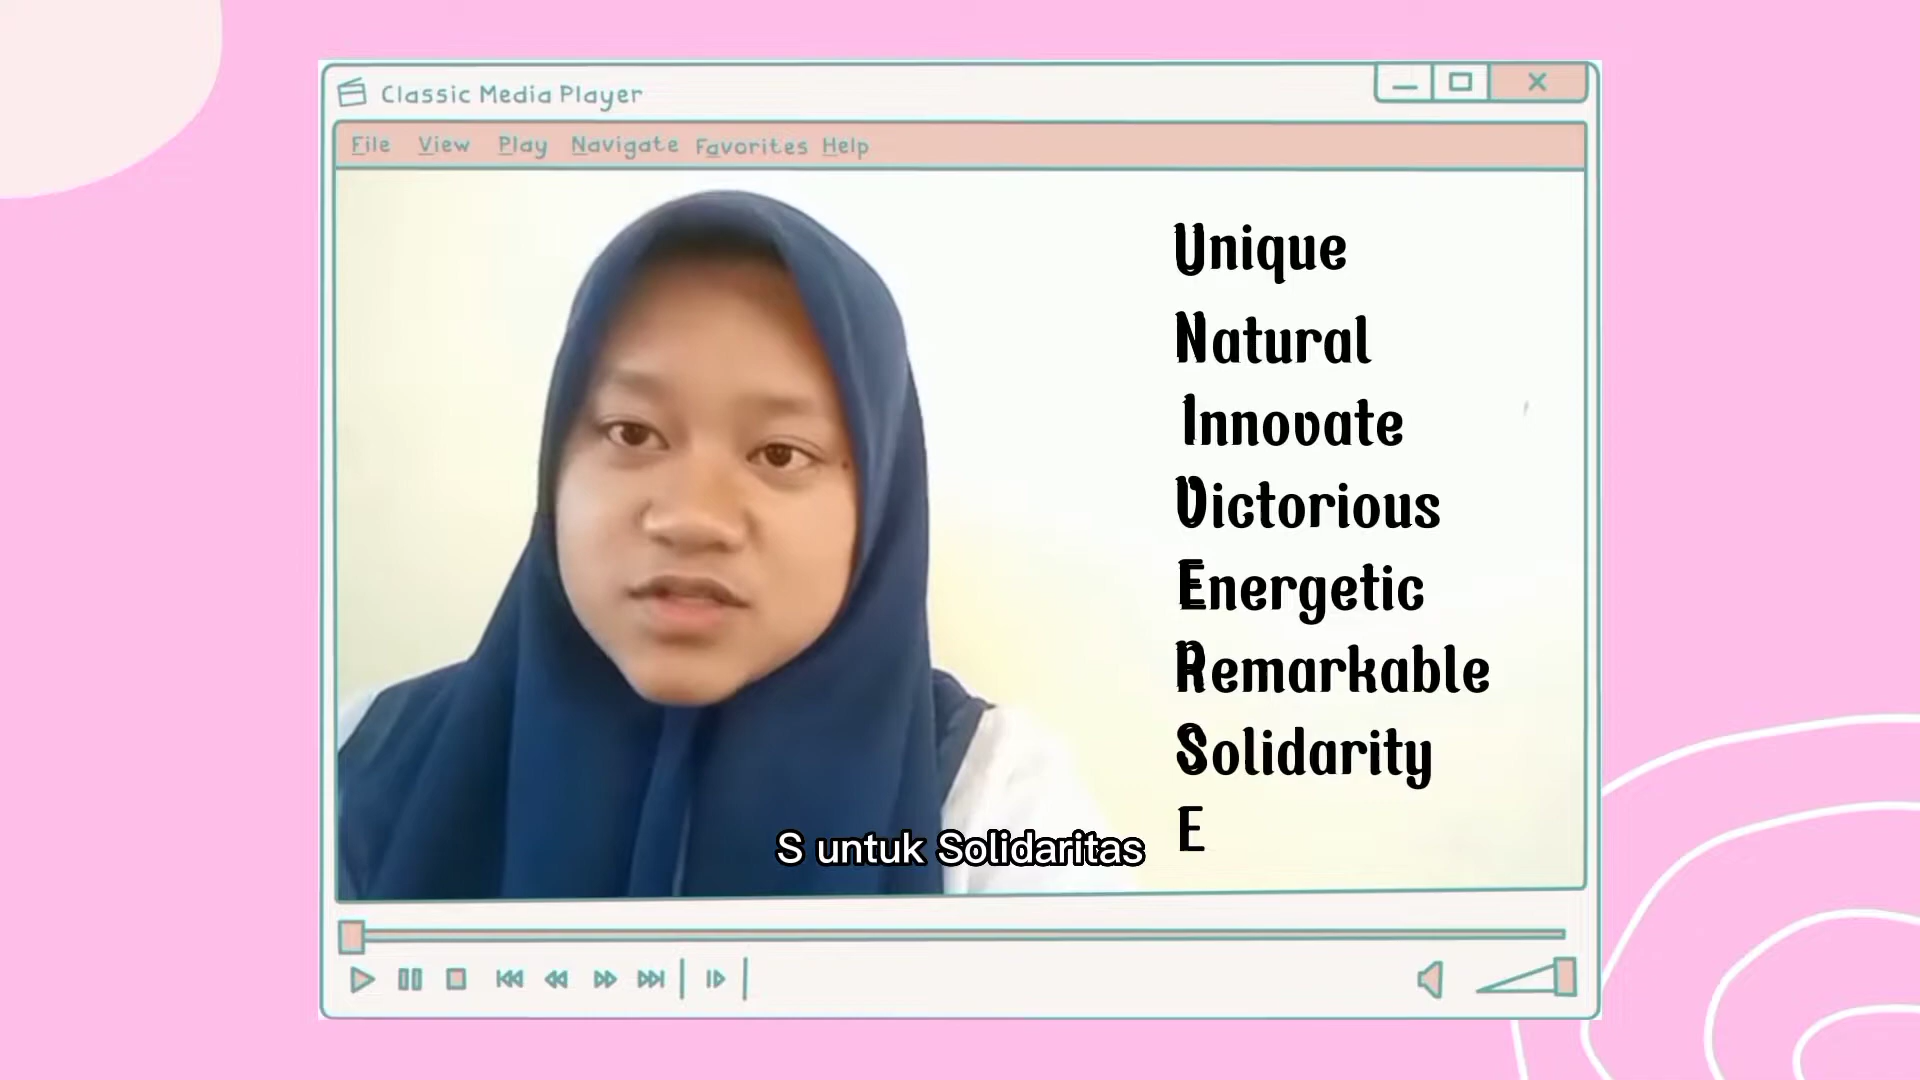 Classic Media Player
File View Play Navigate Favorites Help
Unique
Natural
Innovate
Victorious
Energetic
Remarkable
Solidarity
E
S untuk Solidaritas